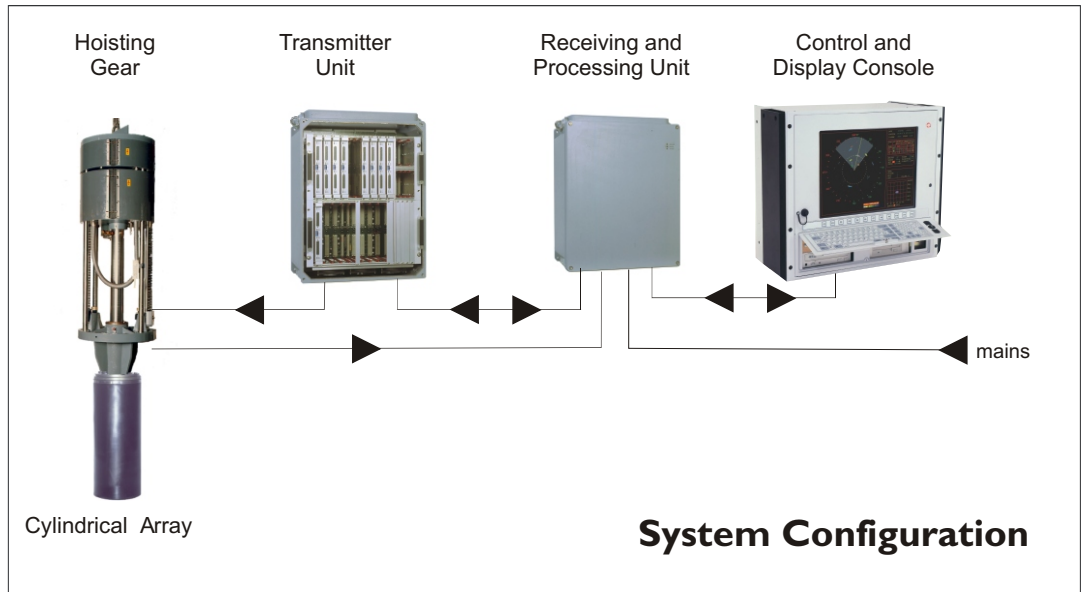 Hoisting
Gear
Transmitter
Unit
Receiving and
Processing Unit
Control and
Display Console
mains
Cylindrical Array
System Configuration